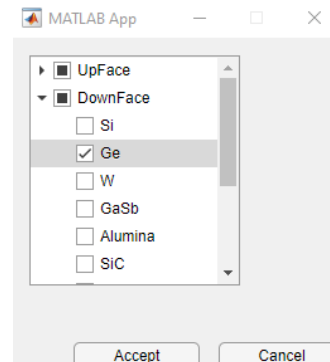 MATLAB App
UpFace
DownFace
Si
Ge
W
GaSb
Alumina
SiC
Accept
Cancel